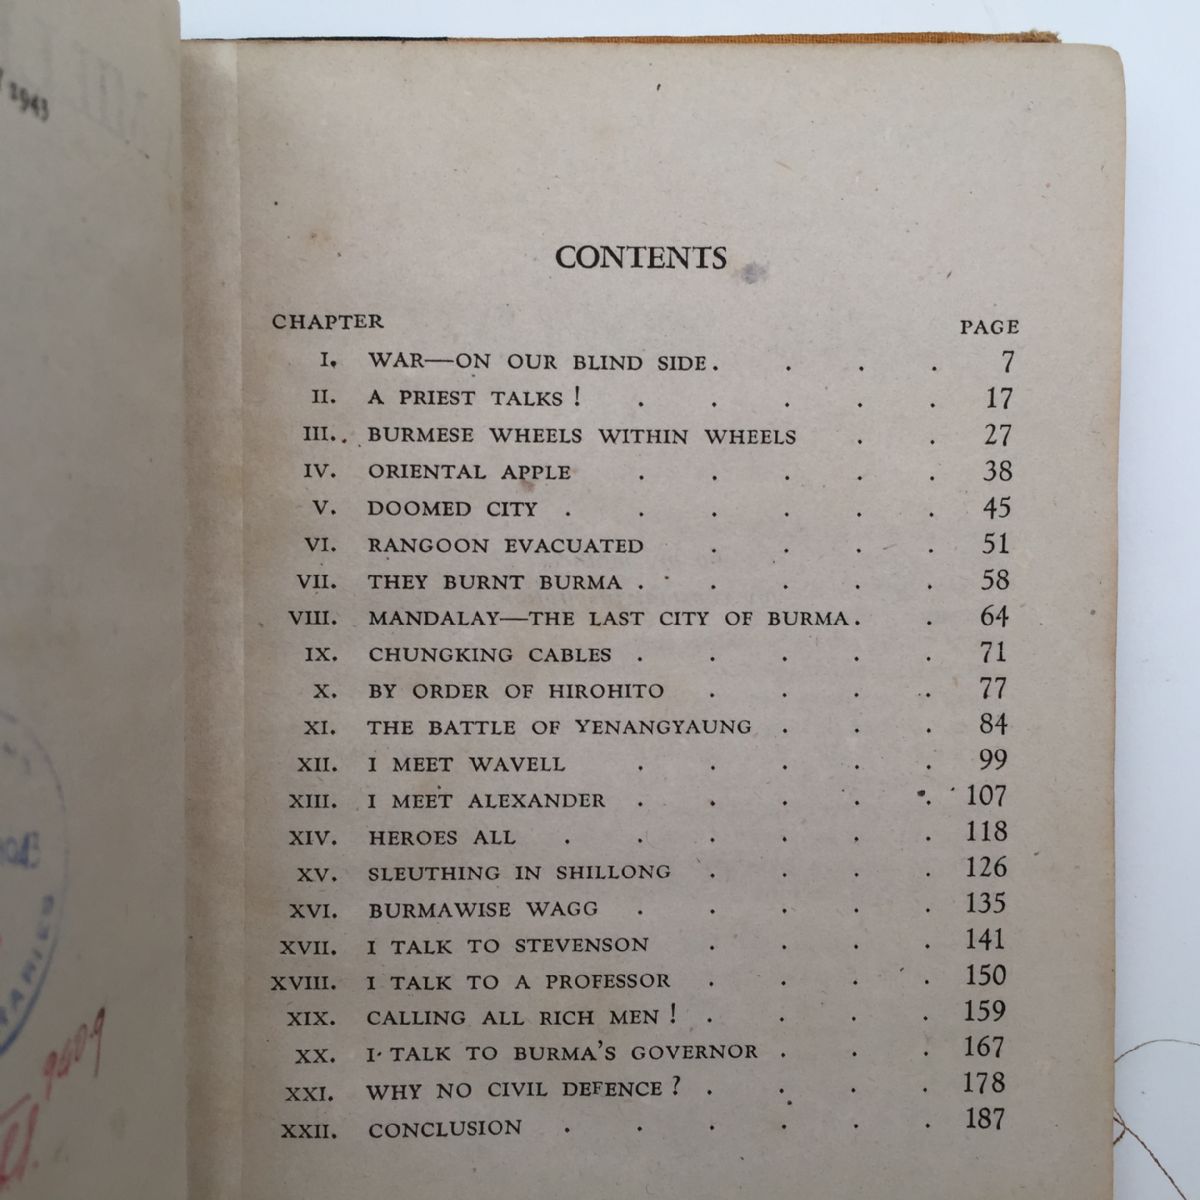 1943
CONTENTS
CHAPTER PAGE
I. WAR—ON OUR BLIND SIDE . . . . 7
II. A PRIEST TALKS ! . . . . . 17
III. BURMESE WHEELS WITHIN WHEELS . . 27
IV. ORIENTAL APPLE . . . . . 38
V. DOOMED CITY . . . . . . 45
VI. RANGOON EVACUATED . . . . 51
VII. THEY BURNT BURMA . . . . . 58
VIII. MANDALAY—THE LAST CITY OF BURMA . . 64
IX. CHUNGKING CABLES . . . . . 71
X. BY ORDER OF HIROHITO . . . . 77
XI. THE BATTLE OF YENANGYAUNG . . . 84
XII. I MEET WAVELL . . . . . 99
XIII. I MEET ALEXANDER . . . . . 107
XIV. HEROES ALL . . . . . . 118
XV. SLEUTHING IN SHILLONG . . . . 126
XVI. BURMAWISE WAGG . . . . . 135
XVII. I TALK TO STEVENSON . . . . 141
XVIII. I TALK TO A PROFESSOR . . . . 150
XIX. CALLING ALL RICH MEN ! . . . . 159
XX. I TALK TO BURMA'S GOVERNOR . . . 167
XXI. WHY NO CIVIL DEFENCE ? . . . . 178
XXII. CONCLUSION . . . . . . 187